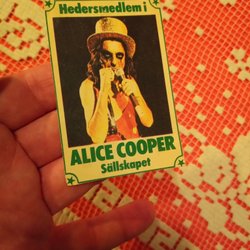 Hedersmedlem i
ALICE COOPER
Sällskapet